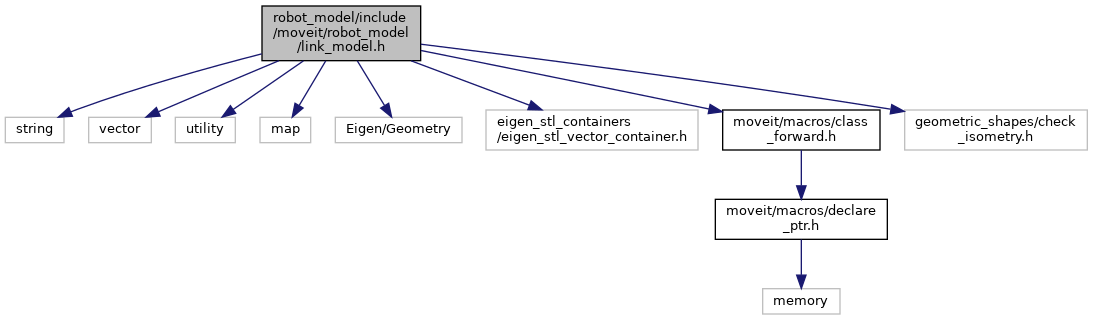 robot_model/include
/moveit/robot_model
/link_model.h
string
vector
utility
map
Eigen/Geometry
eigen_stl_containers
/eigen_stl_vector_container.h
moveit/macros/class
_forward.h
geometric_shapes/check
_isometry.h
moveit/macros/declare
_ptr.h
memory